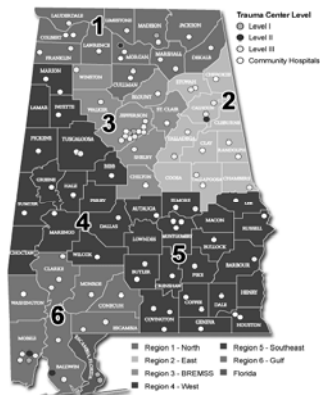 LAUDERDALE
LIMESTONE
MADISON
JACKSON
COLBERT
LAWRENCE
FRANKLIN
MORGAN
MARSHALL
DEKALB
MARION
WINSTON
CULLMAN
CHEROKEE
ETOWAH
BLOUNT
LAMAR
FAYETTE
WALKER
ST. CLAIR
CALHOUN
CLEBURNE
JEFFERSON
PICKENS
TUSCALOOSA
TALLADEGA
CLAY
RANDOLPH
SHELBY
BIBB
GREENE
HALE
CHILTON
COOSA
CHAMBERS
SUMTER
PERRY
AUTAUGA
ELMORE
LEE
MARENGO
DALLAS
MACON
RUSSELL
LOWNDES
MONTGOMERY
BULLOCK
CHOCTAW
WILCOX
BUTLER
PIKE
BARBOUR
CLARKE
CRENSHAW
WASHINGTON
MONROE
CONECUH
COFFEE
DALE
HENRY
COVINGTON
GENEVA
HOUSTON
ESCAMBIA
MOBILE
BALDWIN
1
2
3
4
5
6
Trauma Center Level
Level I
Level II
Level III
Community Hospitals
Region 1 - North
Region 2 - East
Region 3 - BREMSS
Region 4 - West
Region 5 - Southeast
Region 6 - Gulf
Florida